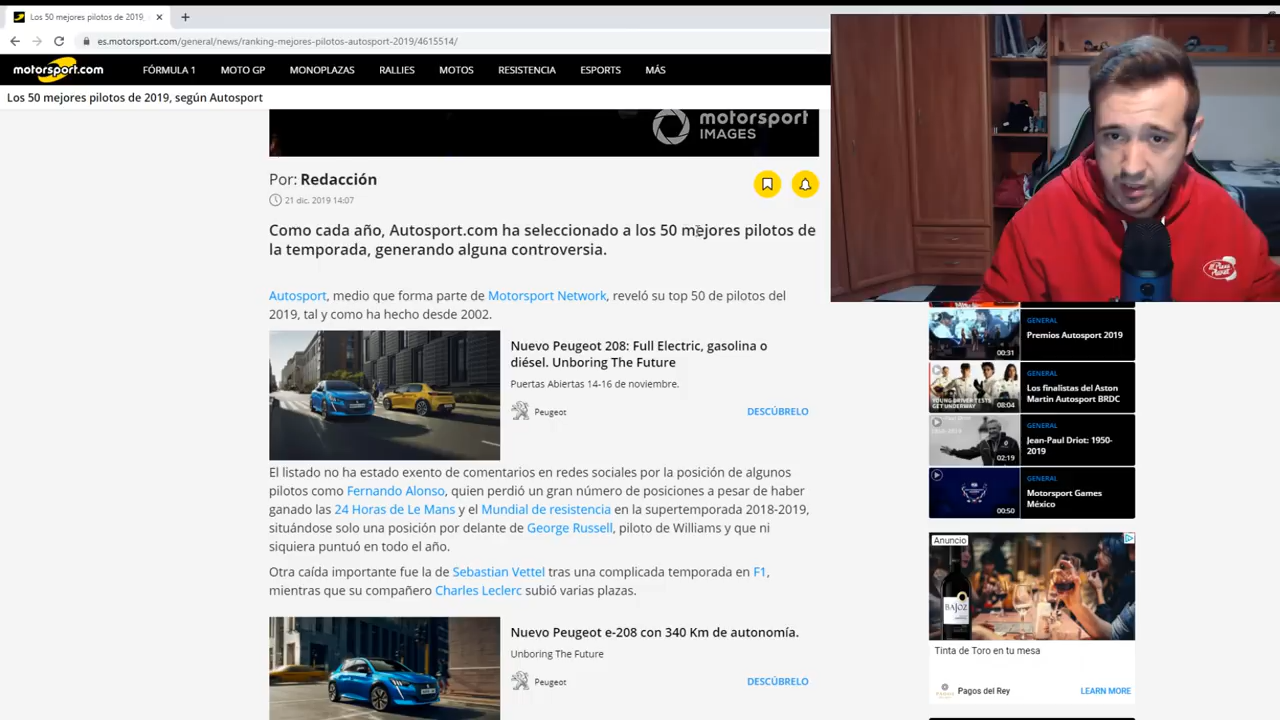 Los 50 mejores pilotos de 2019,
es.motorsport.com/general/news/ranking-mejores-pilotos-autosport-2019/4615514/
motorsport.com
FÓRMULA 1
MOTO GP
MONOPLAZAS
RALLIES
MOTOS
RESISTENCIA
ESPORTS
MÁS
Los 50 mejores pilotos de 2019, según Autosport
motorsport
IMAGES
Por: Redacción
21 dic. 2019 14:07
Como cada año, Autosport.com ha seleccionado a los 50 mejores pilotos de
la temporada, generando alguna controversia.
Autosport, medio que forma parte de Motorsport Network, reveló su top 50 de pilotos del
2019, tal y como ha hecho desde 2002.
Nuevo Peugeot 208: Full Electric, gasolina o
diésel. Unboring The Future
Puertas Abiertas 14-16 de noviembre.
Peugeot
DESCÚBRELO
El listado no ha estado exento de comentarios en redes sociales por la posición de algunos
pilotos como Fernando Alonso, quien perdió un gran número de posiciones a pesar de haber
ganado las 24 Horas de Le Mans y el Mundial de resistencia en la supertemporada 2018-2019,
situándose solo una posición por delante de George Russell, piloto de Williams y que ni
siquiera puntuó en todo el año.
Otra caída importante fue la de Sebastian Vettel tras una complicada temporada en F1,
mientras que su compañero Charles Leclerc subió varias plazas.
Nuevo Peugeot e-208 con 340 Km de autonomía.
Unboring The Future
Peugeot
DESCÚBRELO
GENERAL
Premios Autosport 2019
00:31
GENERAL
Los finalistas del Aston
Martin Autosport BRDC
YOUNG DRIVER TESTS
GET UNDERWAY
08:04
GENERAL
Jean-Paul Driot: 1950-
2019
02:19
GENERAL
Motorsport Games
México
00:50
Anuncio
BAJOZ
Tinta de Toro en tu mesa
Pagos del Rey
LEARN MORE